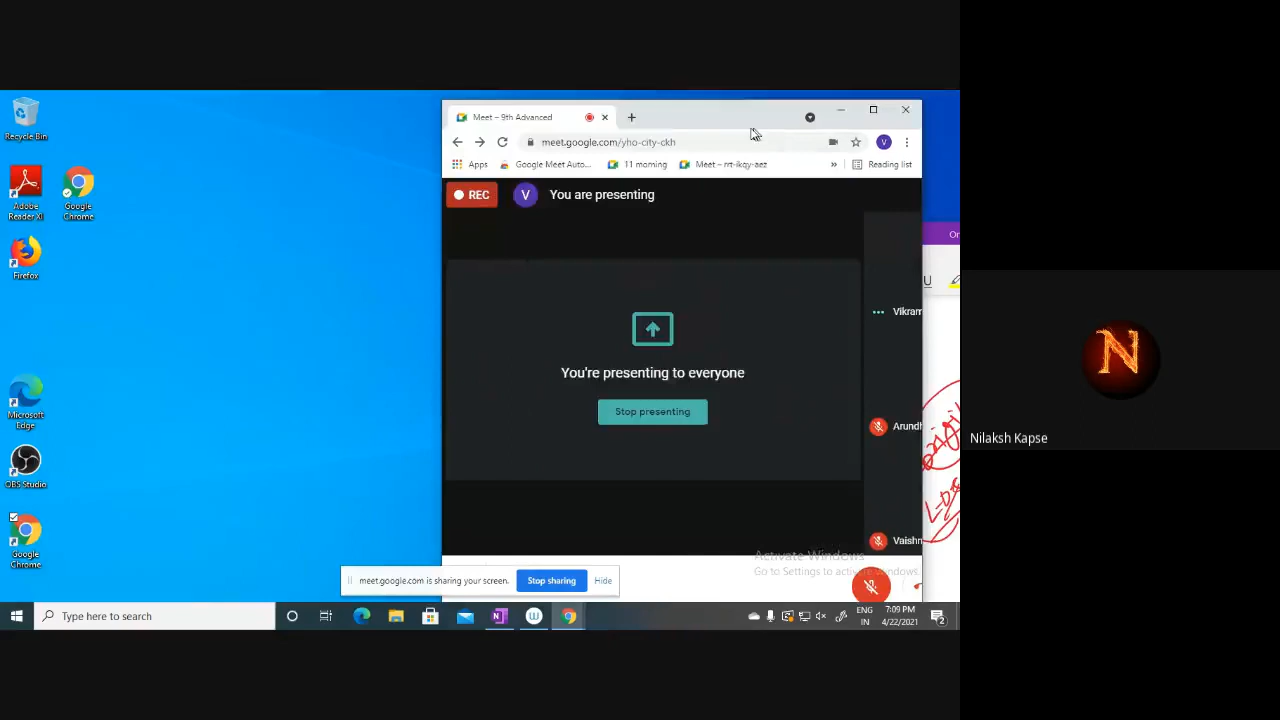 Recycle Bin
Adobe Reader XI
Google Chrome
Firefox
Microsoft Edge
OBS Studio
Google Chrome
Meet – 9th Advanced
meet.google.com/yho-city-ckh
V
Apps
Google Meet Auto...
11 morning
Meet – rrt-ikqy-aez
»
Reading list
REC
V
You are presenting
Or
U
You're presenting to everyone
Stop presenting
Vikram
Arundh
Vaishn
N
Nilaksh Kapse
Activate Windows
Go to Settings to activate Windows.
meet.google.com is sharing your screen.
Stop sharing
Hide
Type here to search
ENG
IN
7:09 PM
4/22/2021
2